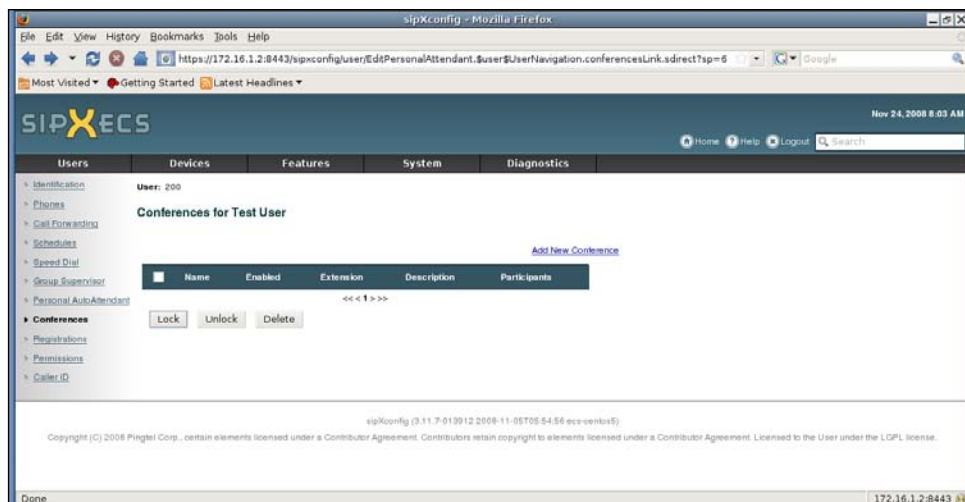 sipXconfig - Mozilla Firefox
File Edit View History Bookmarks Tools Help
https://172.16.1.2:8443/sipxconfig/user/EditPersonalAttendant.$user$UserNavigation.conferencesLink.sdirect?sp=6
Google
Most Visited Getting Started Latest Headlines
SIPXECS
Nov 24, 2008 8:03 AM
Home Help Logout Search
Users Devices Features System Diagnostics
Identification
Phones
Call Forwarding
Schedules
Speed Dial
Group Supervisor
Personal AutoAttendant
Conferences
Registrations
Permissions
Caller ID
User: 200
Conferences for Test User
Add New Conference
Name Enabled Extension Description Participants
<< < 1 > >>
Lock Unlock Delete
sipXconfig (3.11.7-013912 2008-11-05T05:54:56 ecs-centos5)
Copyright (C) 2008 Pingtel Corp., certain elements licensed under a Contributor Agreement. Contributors retain copyright to elements licensed under a Contributor Agreement. Licensed to the User under the LGPL license.
Done
172.16.1.2:8443